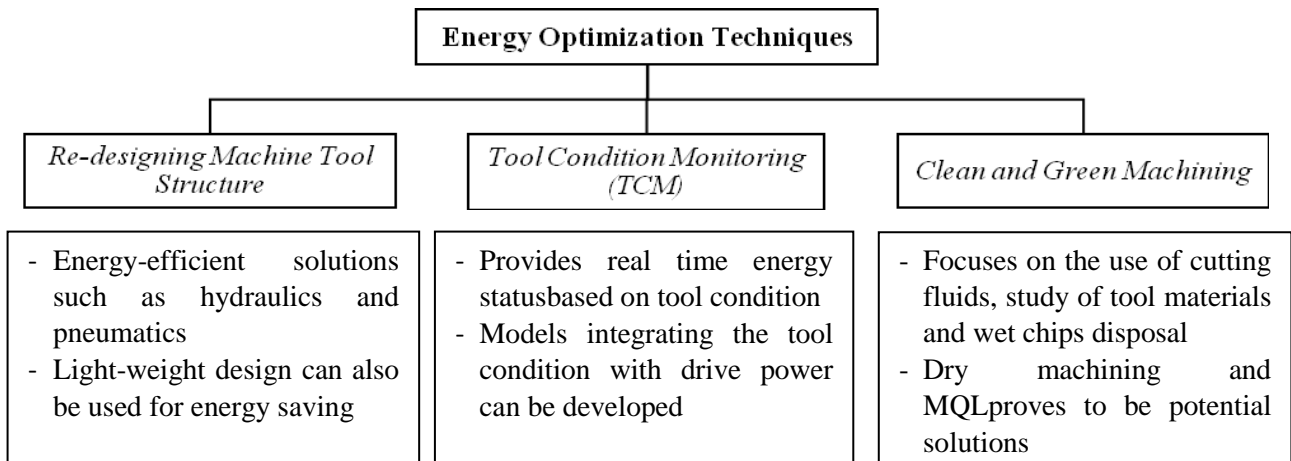 Energy Optimization Techniques
Re-designing Machine Tool
Structure
Tool Condition Monitoring
(TCM)
Clean and Green Machining
- Energy-efficient solutions
such as hydraulics and
pneumatics
- Light-weight design can also
be used for energy saving
- Provides real time energy
statusbased on tool condition
- Models integrating the tool
condition with drive power
can be developed
- Focuses on the use of cutting
fluids, study of tool materials
and wet chips disposal
- Dry machining and
MQLproves to be potential
solutions